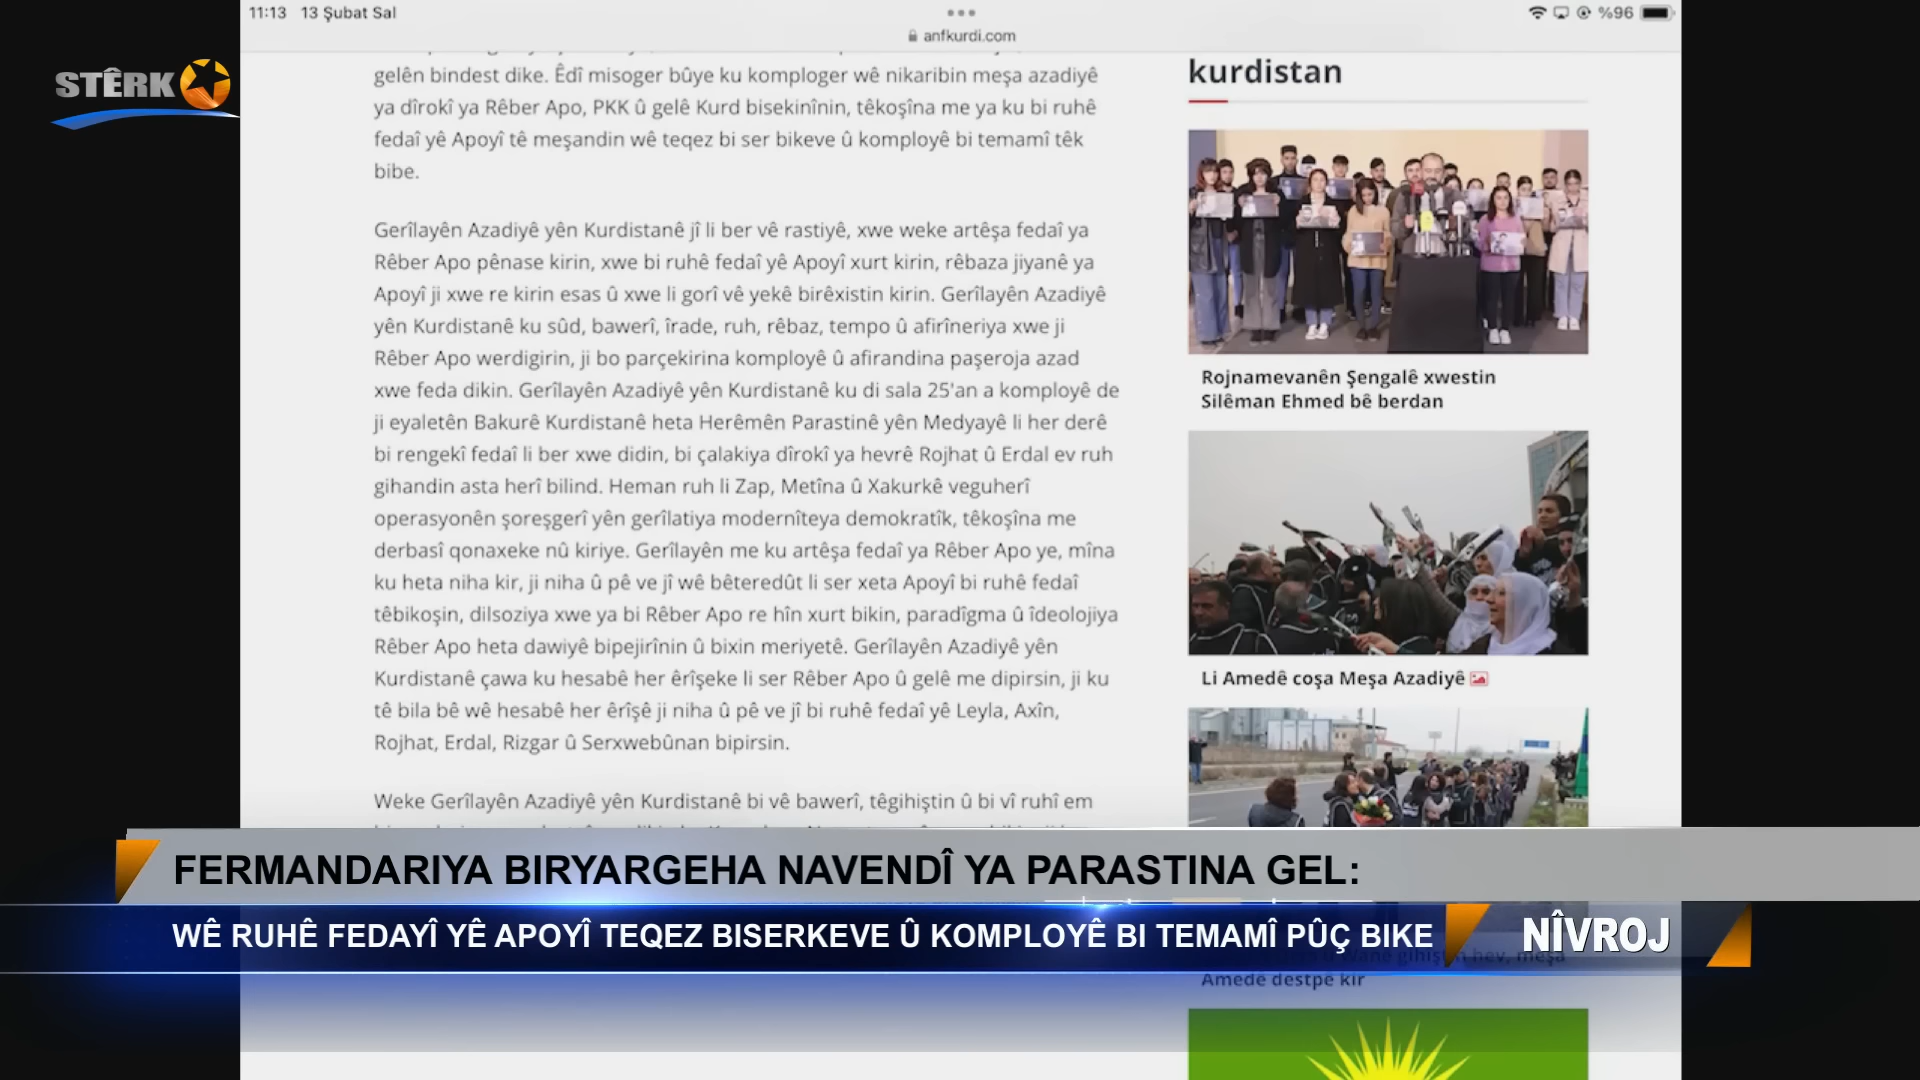 11:13 13 Şubat Sal
%96
anfkurdi.com
STÊRK
gelên bindest dike. Êdî misoger bûye ku komploger wê nikaribin meşa azadiyê
ya dîrokî ya Rêber Apo, PKK û gelê Kurd bisekinînin, têkoşîna me ya ku bi ruhê
fedaî yê Apoyî tê meşandin wê teqez bi ser bikeve û komployê bi temamî têk
bibe.
Gerîlayên Azadiyê yên Kurdistanê jî li ber vê rastiyê, xwe weke artêşa fedaî ya
Rêber Apo pênase kirin, xwe bi ruhê fedaî yê Apoyî xurt kirin, rêbaza jiyanê ya
Apoyî ji xwe re kirin esas û xwe li gorî vê yekê birêxistin kirin. Gerîlayên Azadiyê
yên Kurdistanê ku sûd, bawerî, îrade, ruh, rêbaz, tempo û afirîneriya xwe ji
Rêber Apo werdigirin, ji bo parçekirina komployê û afirandina paşeroja azad
xwe feda dikin. Gerîlayên Azadiyê yên Kurdistanê ku di sala 25'an a komployê de
ji eyaletên Bakurê Kurdistanê heta Herêmên Parastinê yên Medyayê li her derê
bi rengekî fedaî li ber xwe didin, bi çalakiya dîrokî ya hevrê Rojhat û Erdal ev ruh
gihandin asta herî bilind. Heman ruh li Zap, Metîna û Xakurkê veguherî
operasyonên şoreşgerî yên gerîlatiya modernîteya demokratîk, têkoşîna me
derbasî qonaxeke nû kiriye. Gerîlayên me ku artêşa fedaî ya Rêber Apo ye, mîna
ku heta niha kir, ji niha û pê ve jî wê bêteredût li ser xeta Apoyî bi ruhê fedaî
têbikoşin, dilsoziya xwe ya bi Rêber Apo re hîn xurt bikin, paradîgma û îdeolojiya
Rêber Apo heta dawiyê bipejirînin û bixin meriyetê. Gerîlayên Azadiyê yên
Kurdistanê çawa ku hesabê her êrîşeke li ser Rêber Apo û gelê me dipirsin, ji ku
tê bila bê wê hesabê her êrîşê ji niha û pê ve jî bi ruhê fedaî yê Leyla, Axîn,
Rojhat, Erdal, Rizgar û Serxwebûnan bipirsin.
Weke Gerîlayên Azadiyê yên Kurdistanê bi vê bawerî, têgihiştin û bi vî ruhî em
kurdistan
Rojnamevanên Şengalê xwestin
Silêman Ehmed bê berdan
Li Amedê coşa Meşa Azadiyê
Wanê gihiştin hev, meşa
Amedê destpê kir
FERMANDARIYA BIRYARGEHA NAVENDÎ YA PARASTINA GEL:
WÊ RUHÊ FEDAYÎ YÊ APOYÎ TEQEZ BISERKEVE Û KOMPLOYÊ BI TEMAMÎ PÛÇ BIKE
NÎVROJ